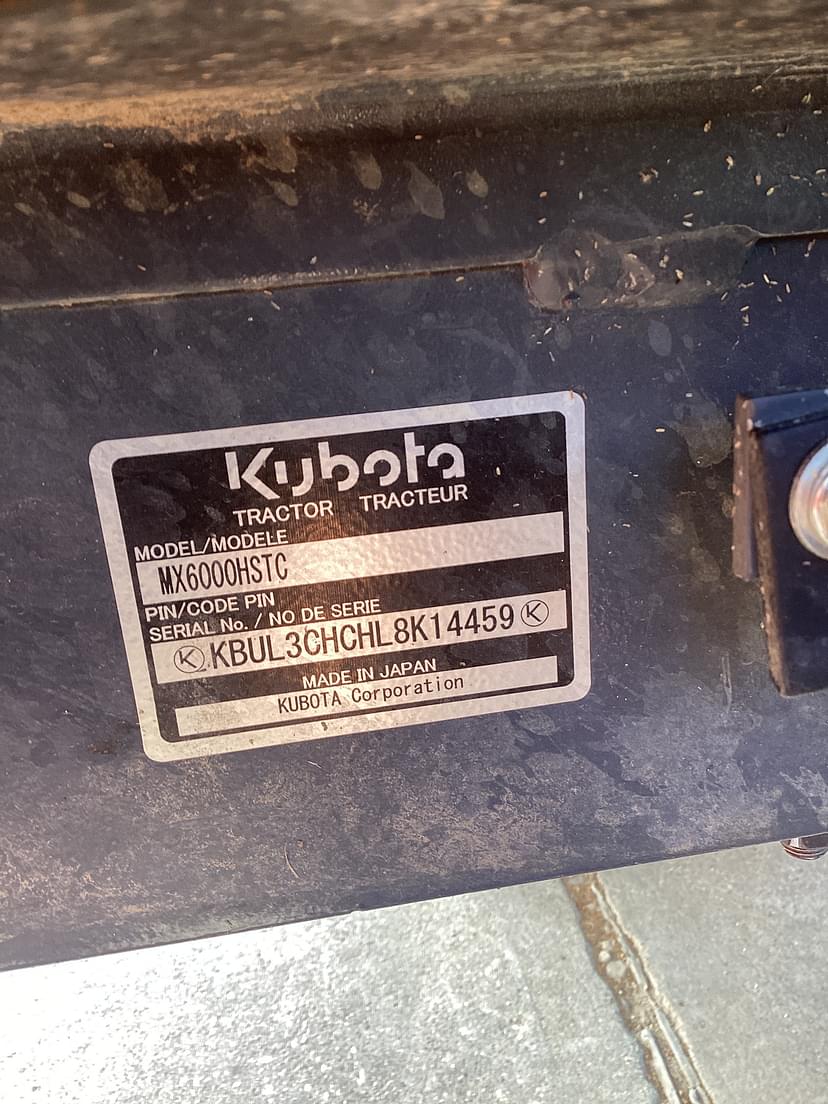 Kubota
TRACTOR TRACTEUR
MODEL/MODELE
MX6000HSTC
PIN/CODE PIN
SERIAL No. / NO DE SERIE
Ⓚ KBUL3CHCHL8K14459 Ⓚ
MADE IN JAPAN
KUBOTA Corporation